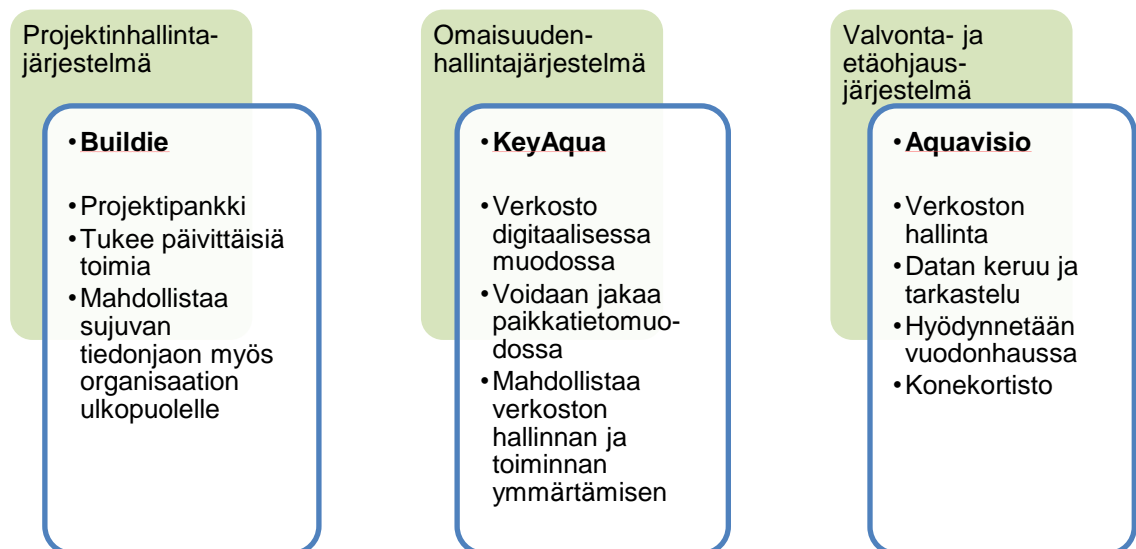 Projektinhallinta-
järjestelmä
•Buildie
•Projektipankki
•Tukee päivittäisiä
toimia
•Mahdollistaa
sujuvan
tiedonjaon myös
organisaation
ulkopuolelle
Omaisuuden-
hallintajärjestelmä
•KeyAqua
•Verkosto
digitaalisessa
muodossa
•Voidaan jakaa
paikkatietomuo-
dossa
•Mahdollistaa
verkoston
hallinnan ja
toiminnan
ymmärtämisen
Valvonta- ja
etäohjaus-
järjestelmä
•Aquavisio
•Verkoston
hallinta
•Datan keruu ja
tarkastelu
•Hyödynnetään
vuodonhaussa
•Konekortisto